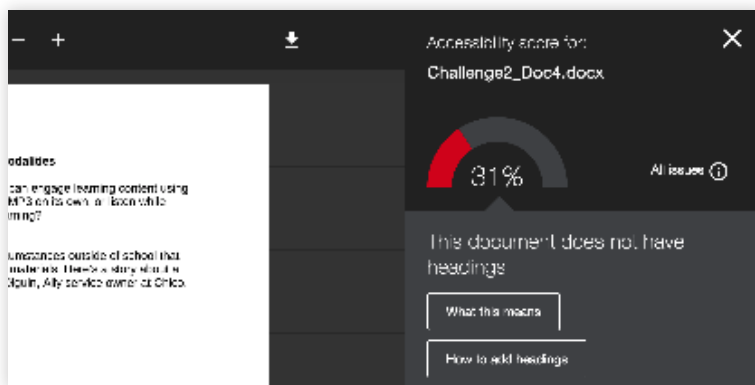 Accessibility score for:
Challenge2_Doc4.docx
odalities
can engage learning content using
MP3 on its own, or listen while
rning?
31%
All issues
umstances outside of school that
materials. Here's a story about a
Olguin, Ally service owner at Chico.
This document does not have
headings
What this means
How to add headings